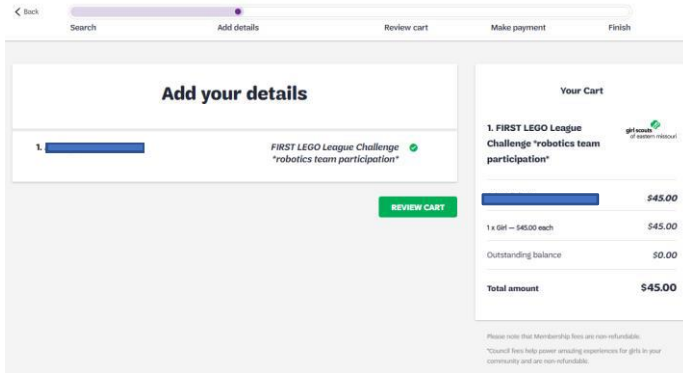 Back
Search
Add details
Review cart
Make payment
Finish
Add your details
1.
FIRST LEGO League Challenge
*robotics team participation*
REVIEW CART
Your Cart
1. FIRST LEGO League
Challenge *robotics team
participation*
girl scouts
of eastern missouri
$45.00
1 x Girl — $45.00 each
$45.00
Outstanding balance
$0.00
Total amount
$45.00
Please note that Membership fees are non-refundable.
*Council fees help power amazing experiences for girls in your
community and are non-refundable.